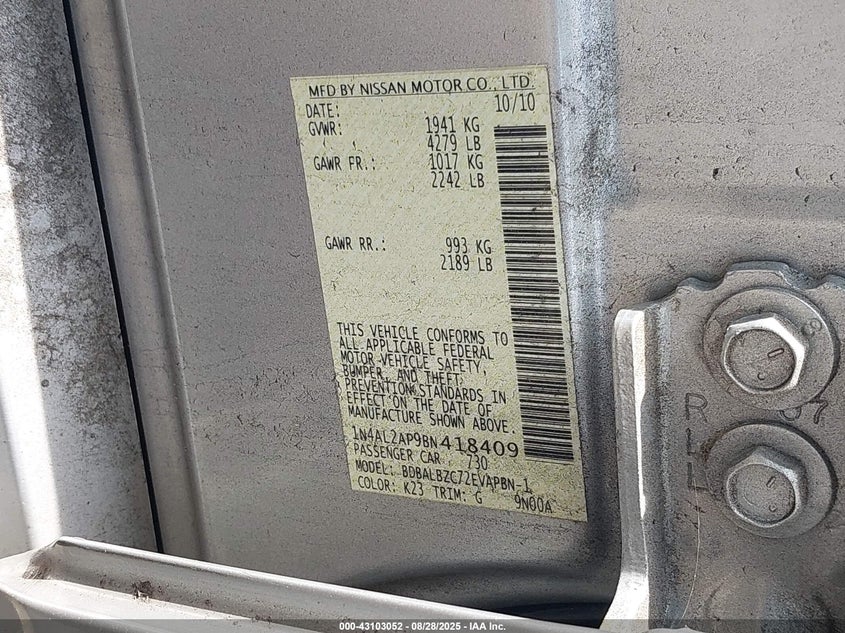 MFD BY NISSAN MOTOR CO., LTD.
DATE: 10/10
GVWR: 1941 KG
4279 LB
GAWR FR.: 1017 KG
2242 LB
GAWR RR.: 993 KG
2189 LB
THIS VEHICLE CONFORMS TO
ALL APPLICABLE FEDERAL
MOTOR VEHICLE SAFETY,
BUMPER, AND THEFT
PREVENTION STANDARDS IN
EFFECT ON THE DATE OF
MANUFACTURE SHOWN ABOVE.
1N4AL2AP9BN418409
PASSENGER CAR 730
MODEL: BDBALBZC72EVAPBN-1
COLOR: K23 TRIM: G 9N00A
000-43103052 - 08/28/2025 - IAA Inc.